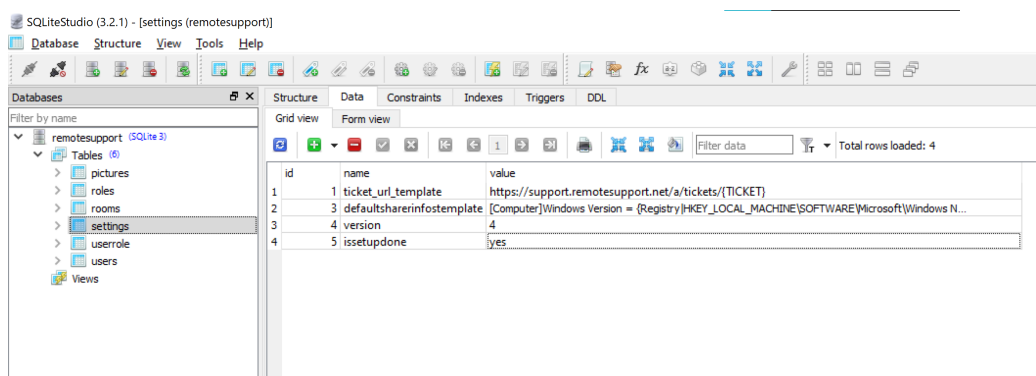 SQLiteStudio (3.2.1) - [settings (remotesupport)]
Database Structure View Tools Help
Databases
Structure Data Constraints Indexes Triggers DDL
Filter by name
Grid view Form view
remotesupport (SQLite 3)
Tables (6)
pictures
roles
rooms
settings
userrole
users
Views
1 Filter data Total rows loaded: 4
id name value
1 1 ticket_url_template https://support.remotesupport.net/a/tickets/{TICKET}
2 3 defaultsharerinfostemplate [Computer]Windows Version = {Registry|HKEY_LOCAL_MACHINE\SOFTWARE\Microsoft\Windows N...
3 4 version 4
4 5 issetupdone yes